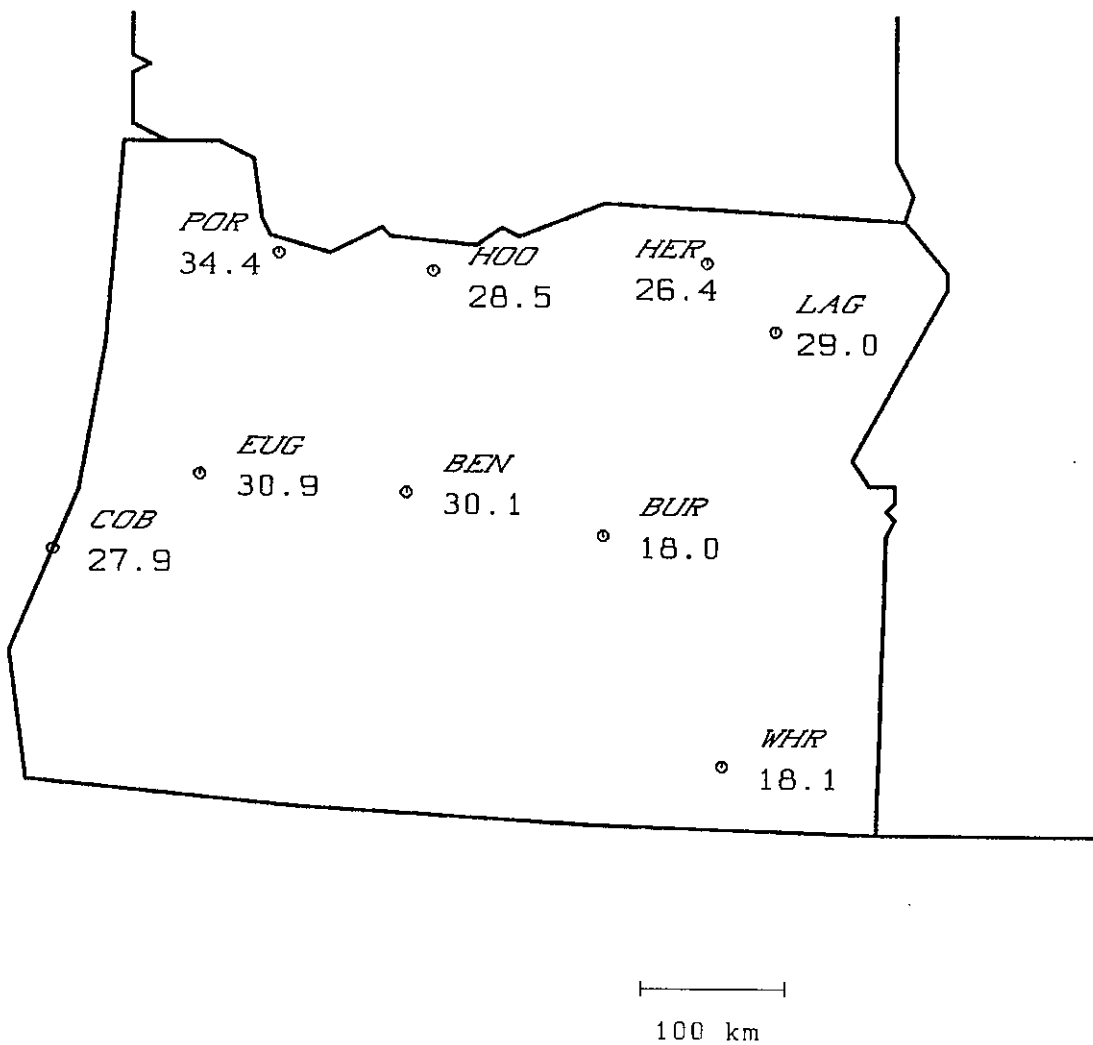 POR
34.4
HOO
28.5
HER
26.4
LAG
29.0
EUG
30.9
BEN
30.1
COB
27.9
BUR
18.0
WHR
18.1
100 km